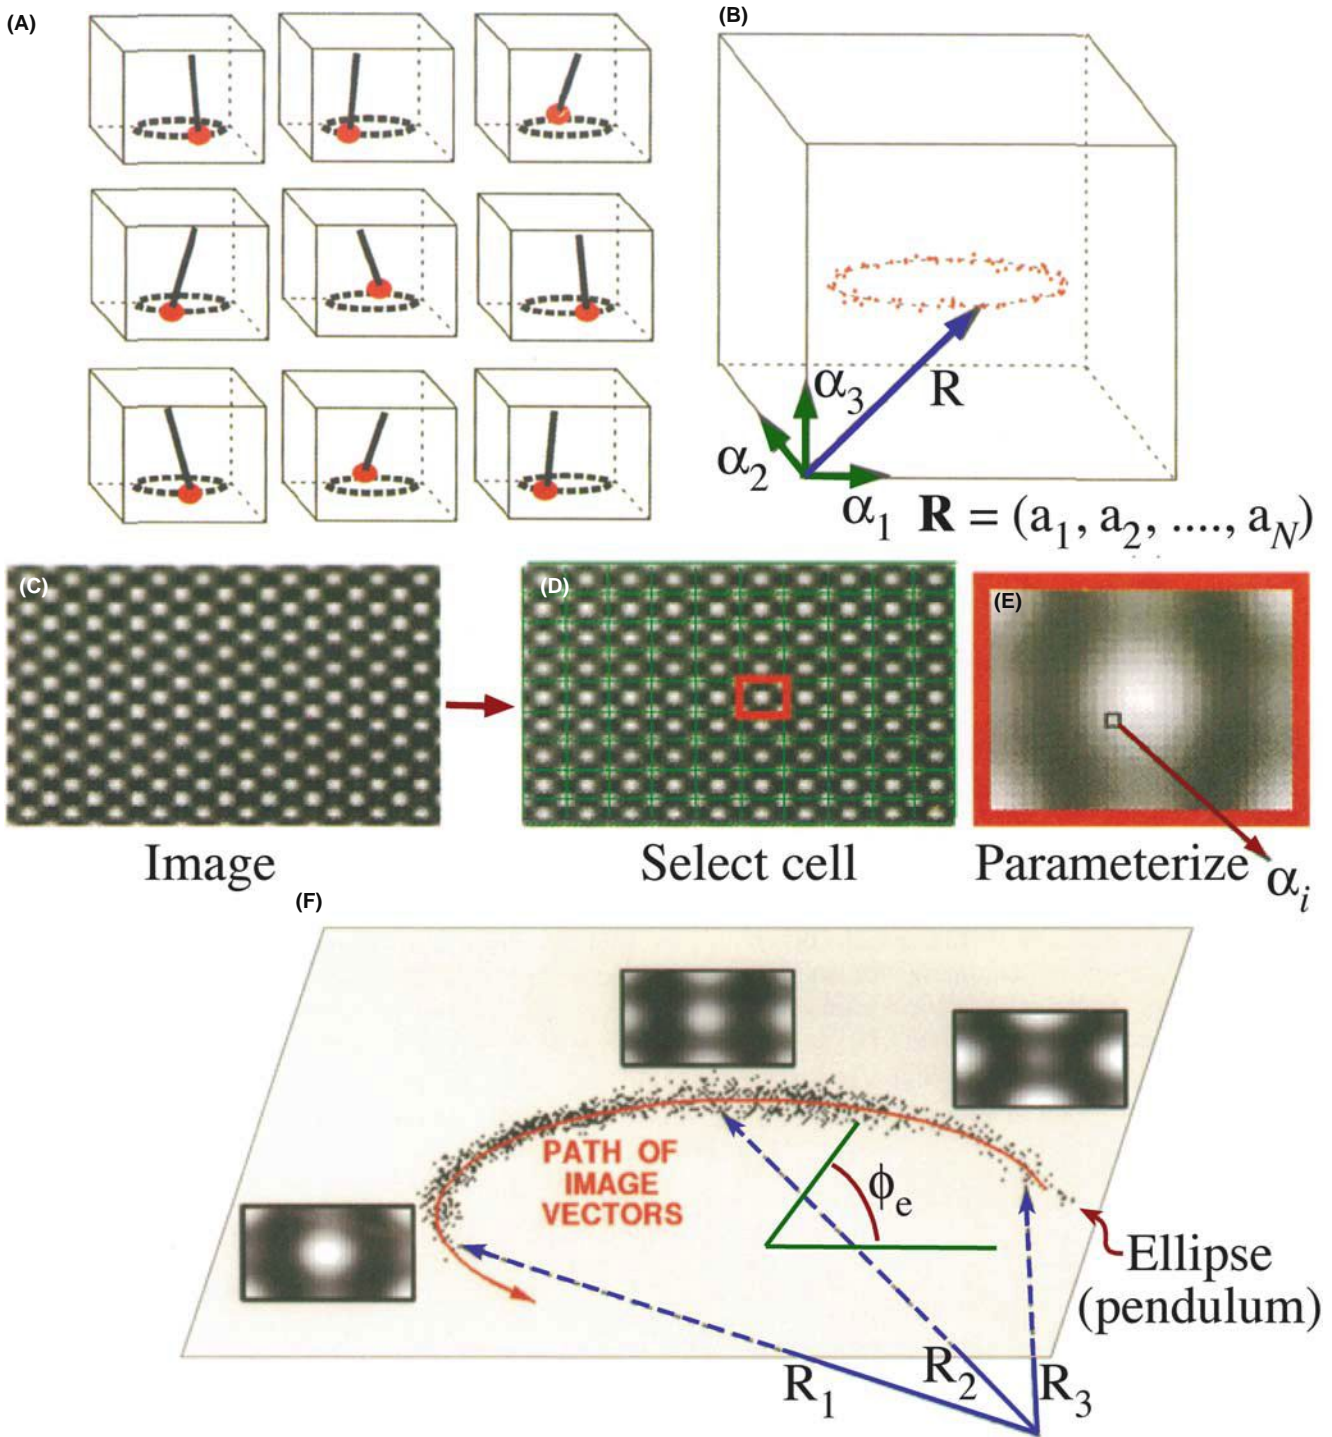 (A)
(B)
α3
R
α2
α1 R = (a1, a2, ...., aN)
(C)
(D)
(E)
Image
Select cell
Parameterize
αi
(F)
PATH OF
IMAGE
VECTORS
ϕe
Ellipse
(pendulum)
R1
R2
R3